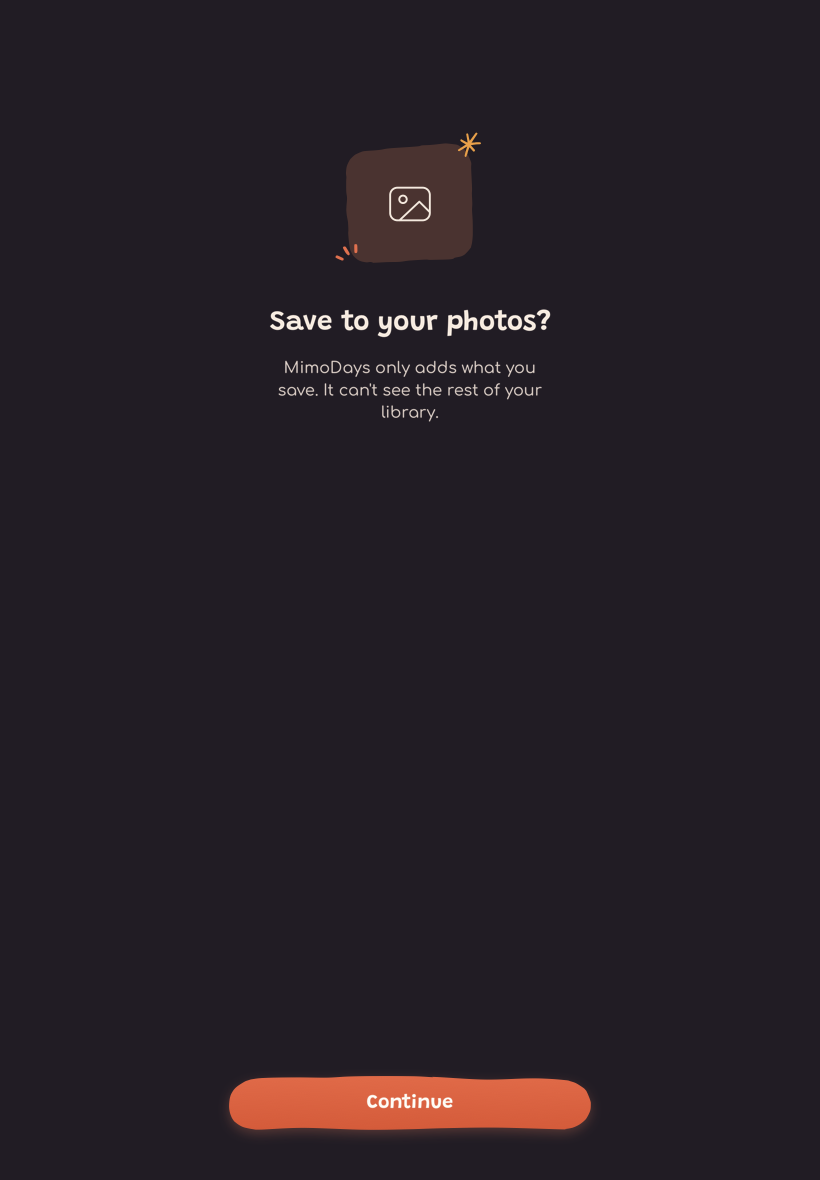 Save to your photos?
MimoDays only adds what you
save. It can't see the rest of your
library.
Continue